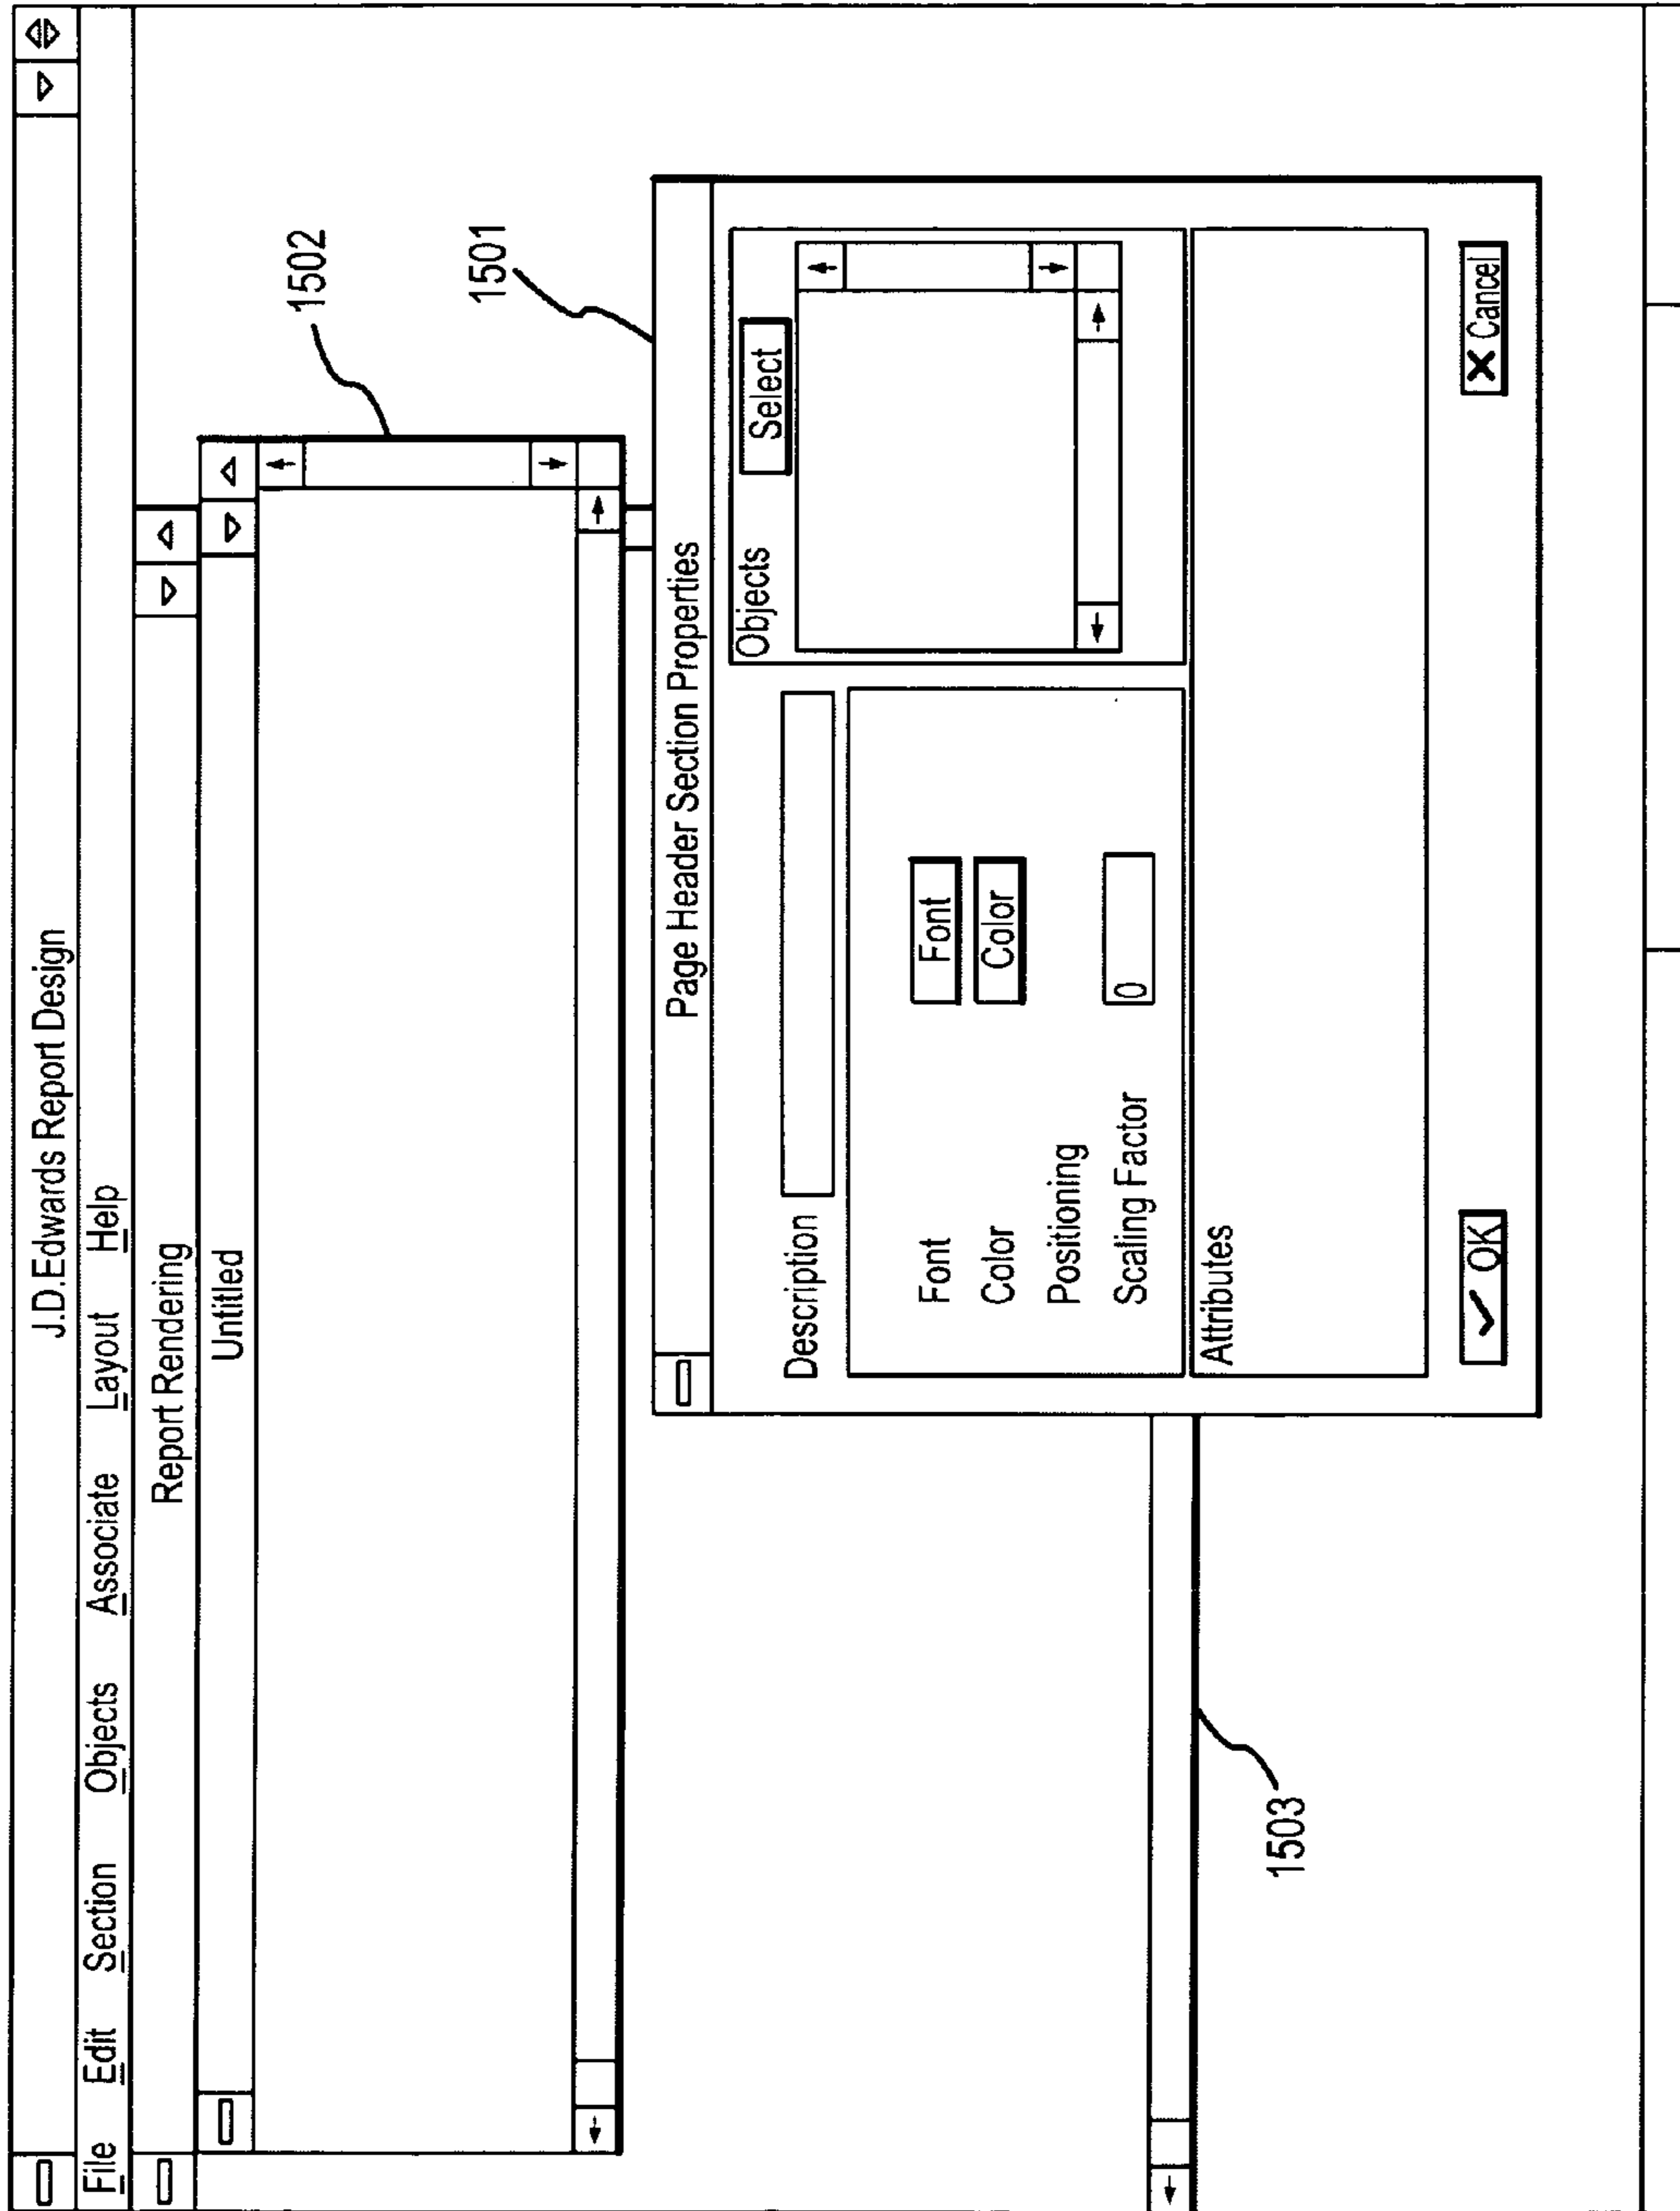 J.D.Edwards Report Design
File Edit Section Objects Associate Layout Help
Report Rendering
Untitled
1502
1501
Page Header Section Properties
Description
Objects
Select
Font
Font
Color
Color
Positioning
Scaling Factor
0
Attributes
OK
Cancel
1503